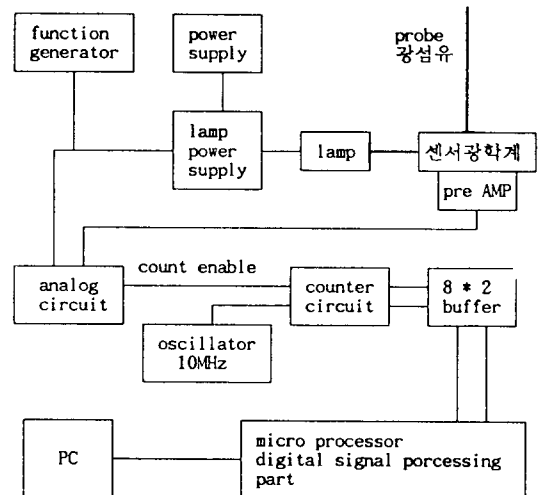 function
generator
power
supply
probe
광섬유
lamp
power
supply
lamp
센서광학계
pre AMP
analog
circuit
count enable
counter
circuit
8 * 2
buffer
oscillator
10MHz
PC
micro processor
digital signal porcessing
part